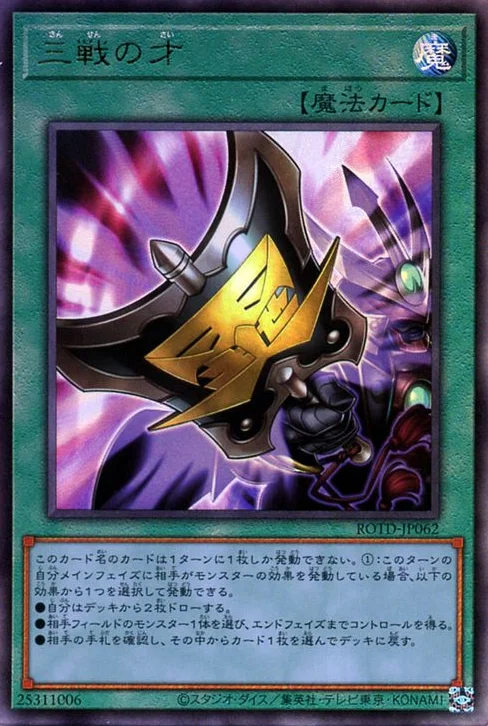 三戦の才
魔
【魔法カード】
ROTD-JP062
このカード名のカードは1ターンに1枚しか発動できない。①:このターンの
自分メインフェイズに相手がモンスターの効果を発動している場合、以下の
効果から1つを選択して発動できる。
●自分はデッキから2枚ドローする。
●相手フィールドのモンスター1体を選び、エンドフェイズまでコントロールを得る。
●相手の手札を確認し、その中からカード1枚を選んでデッキに戻す。
25311006 ©スタジオ・ダイス/集英社・テレビ東京・KONAMI